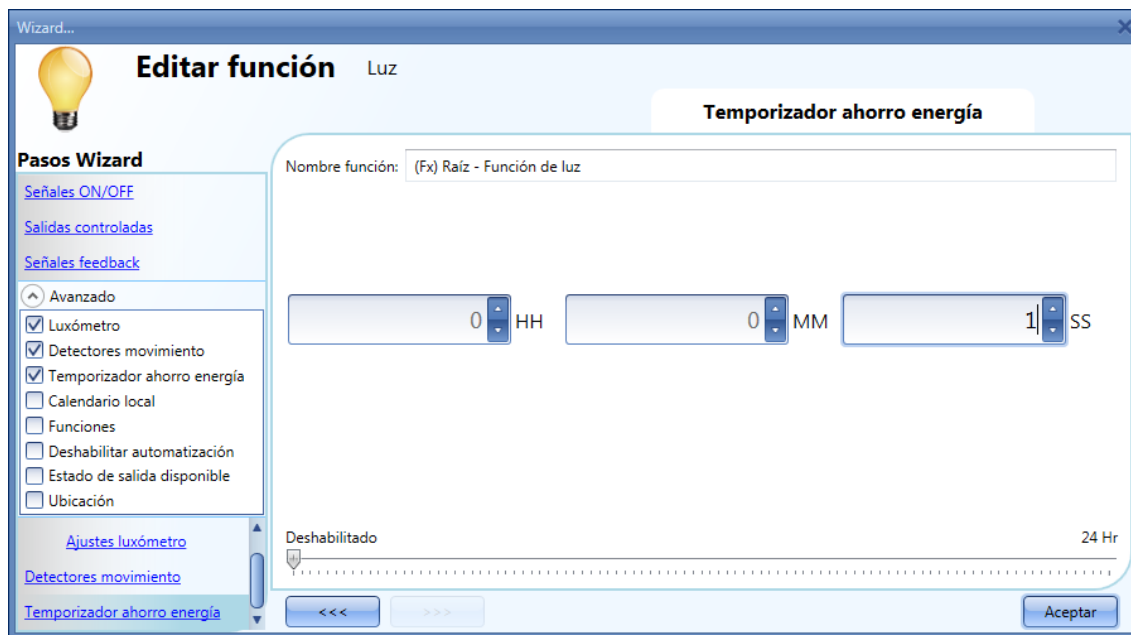 Wizard...
Editar función Luz
Temporizador ahorro energía
Pasos Wizard
Señales ON/OFF
Salidas controladas
Señales feedback
Avanzado
Luxómetro
Detectores movimiento
Temporizador ahorro energía
Calendario local
Funciones
Deshabilitar automatización
Estado de salida disponible
Ubicación
Ajustes luxómetro
Detectores movimiento
Temporizador ahorro energía
Nombre función: (Fx) Raíz - Función de luz
0 HH 0 MM 1 SS
Deshabilitado 24 Hr
<<< >>> Aceptar